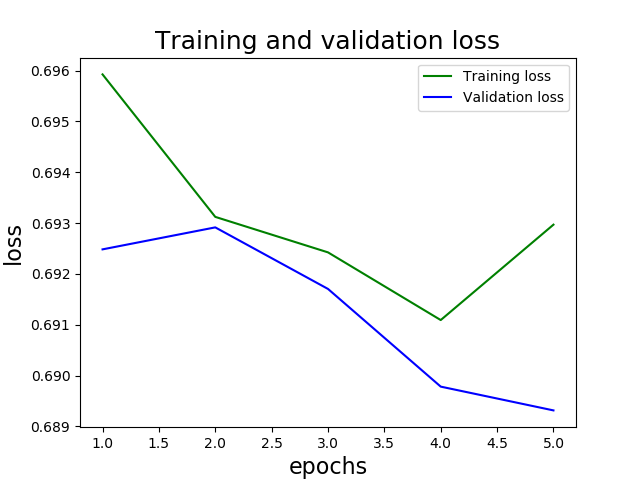 Training and validation loss
Training loss
Validation loss
0.696
0.695
0.694
0.693
0.692
0.691
0.690
0.689
loss
1.0 1.5 2.0 2.5 3.0 3.5 4.0 4.5 5.0
epochs